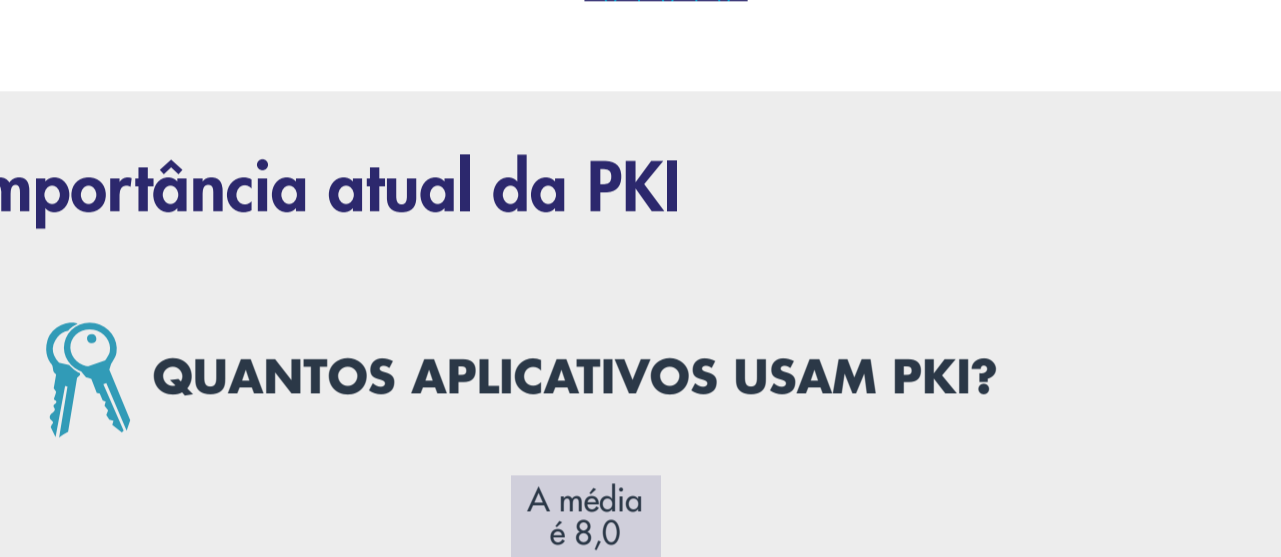 mportância atual da PKI
QUANTOS APLICATIVOS USAM PKI?
A média
é 8,0